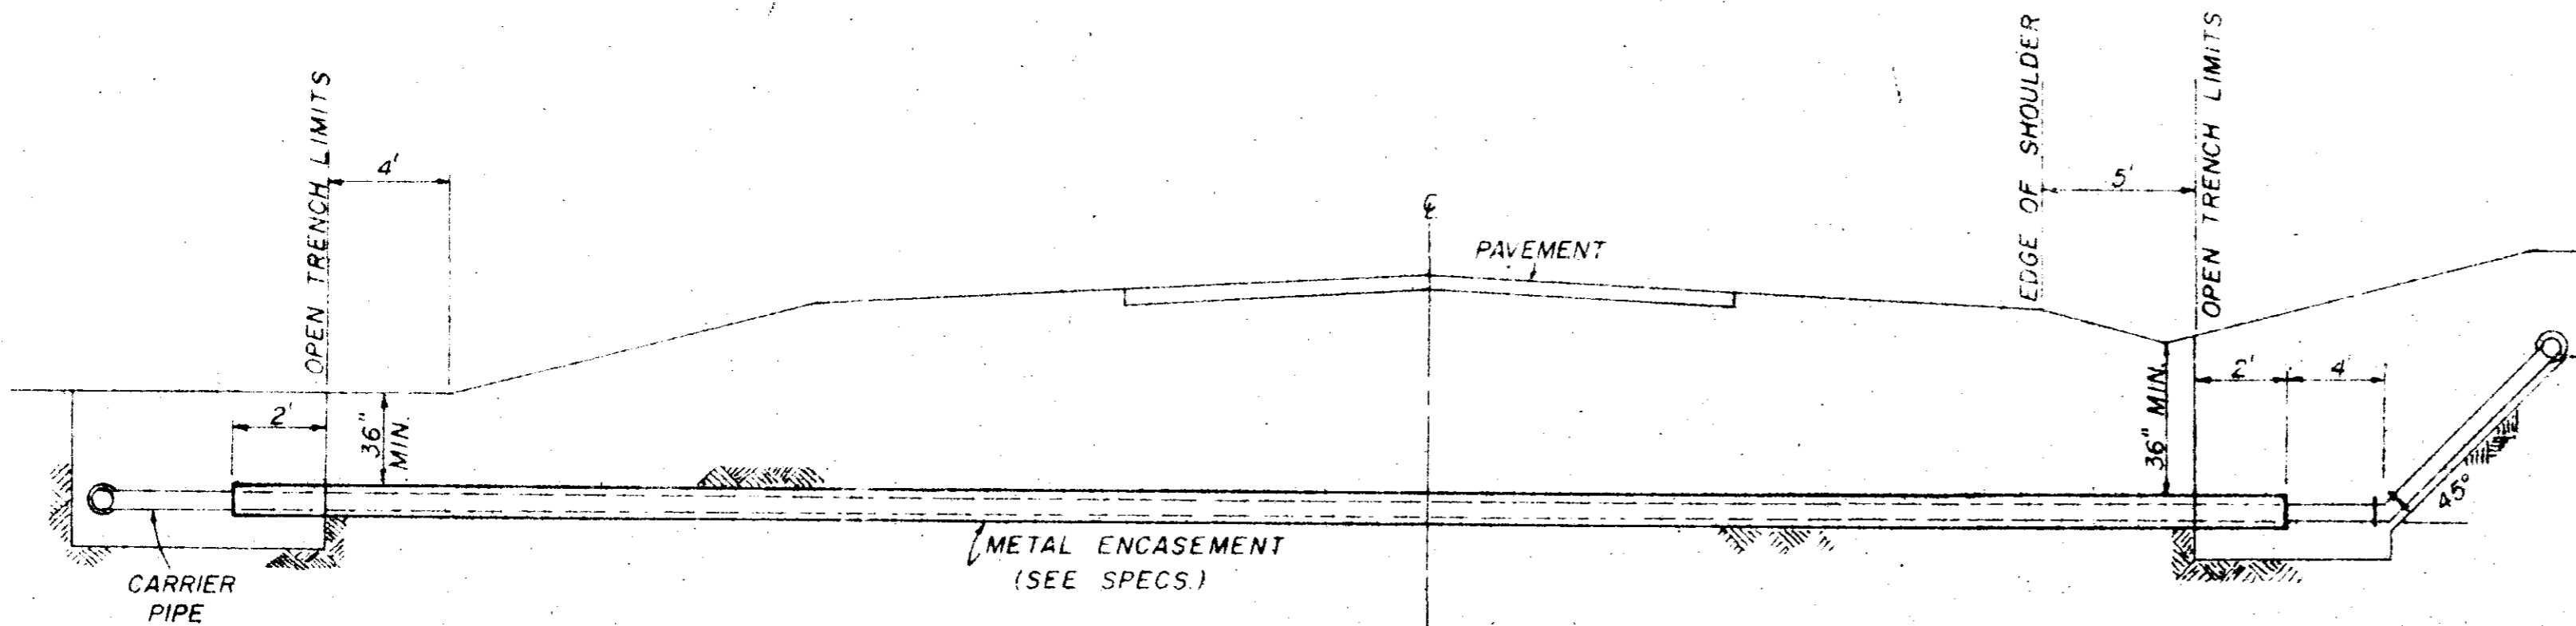 OPEN TRENCH LIMITS
4'
EDGE OF SHOULDER
5'
OPEN TRENCH LIMITS
℄
PAVEMENT
2'
36"
MIN.
36" MIN.
2'
4'
45°
METAL ENCASEMENT
(SEE SPECS.)
CARRIER
PIPE